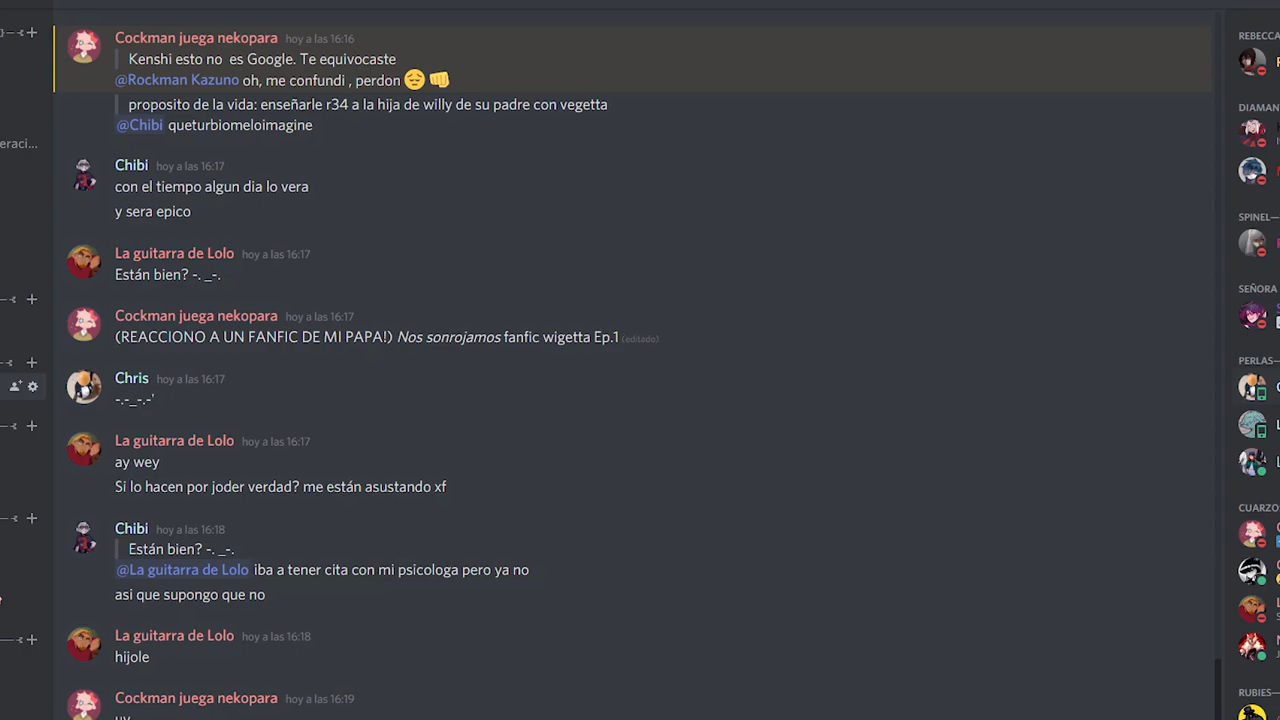 Cockman juega nekopara hoy a las 16:16
Kenshi esto no es Google. Te equivocaste
@Rockman Kazuno oh, me confundi , perdon 😔 👊
proposito de la vida: enseñarle r34 a la hija de willy de su padre con vegetta
@Chibi queturbiomeloimagine
Chibi hoy a las 16:17
con el tiempo algun dia lo vera
y sera epico
La guitarra de Lolo hoy a las 16:17
Están bien? -. _-.
Cockman juega nekopara hoy a las 16:17
(REACCIONO A UN FANFIC DE MI PAPA!) Nos sonrojamos fanfic wigetta Ep.1 (editado)
Chris hoy a las 16:17
-.-_-.-'
La guitarra de Lolo hoy a las 16:17
ay wey
Si lo hacen por joder verdad? me están asustando xf
Chibi hoy a las 16:18
Están bien? -. _-.
@La guitarra de Lolo iba a tener cita con mi psicologa pero ya no
asi que supongo que no
La guitarra de Lolo hoy a las 16:18
hijole
Cockman juega nekopara hoy a las 16:19
eraci...
REBECCA
DIAMAN
SPINEL—
SEÑORA
PERLAS—
CUARZO
RUBIES—